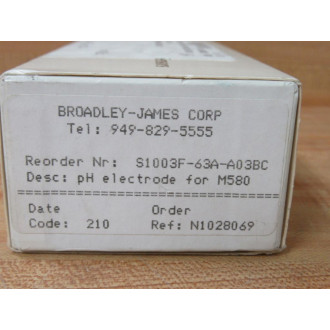 BROADLEY-JAMES CORP
Tel: 949-829-5555
Reorder Nr: S1003F-63A-A03BC
Desc: pH electrode for M580
Date Order
Code: 210 Ref: N1028069